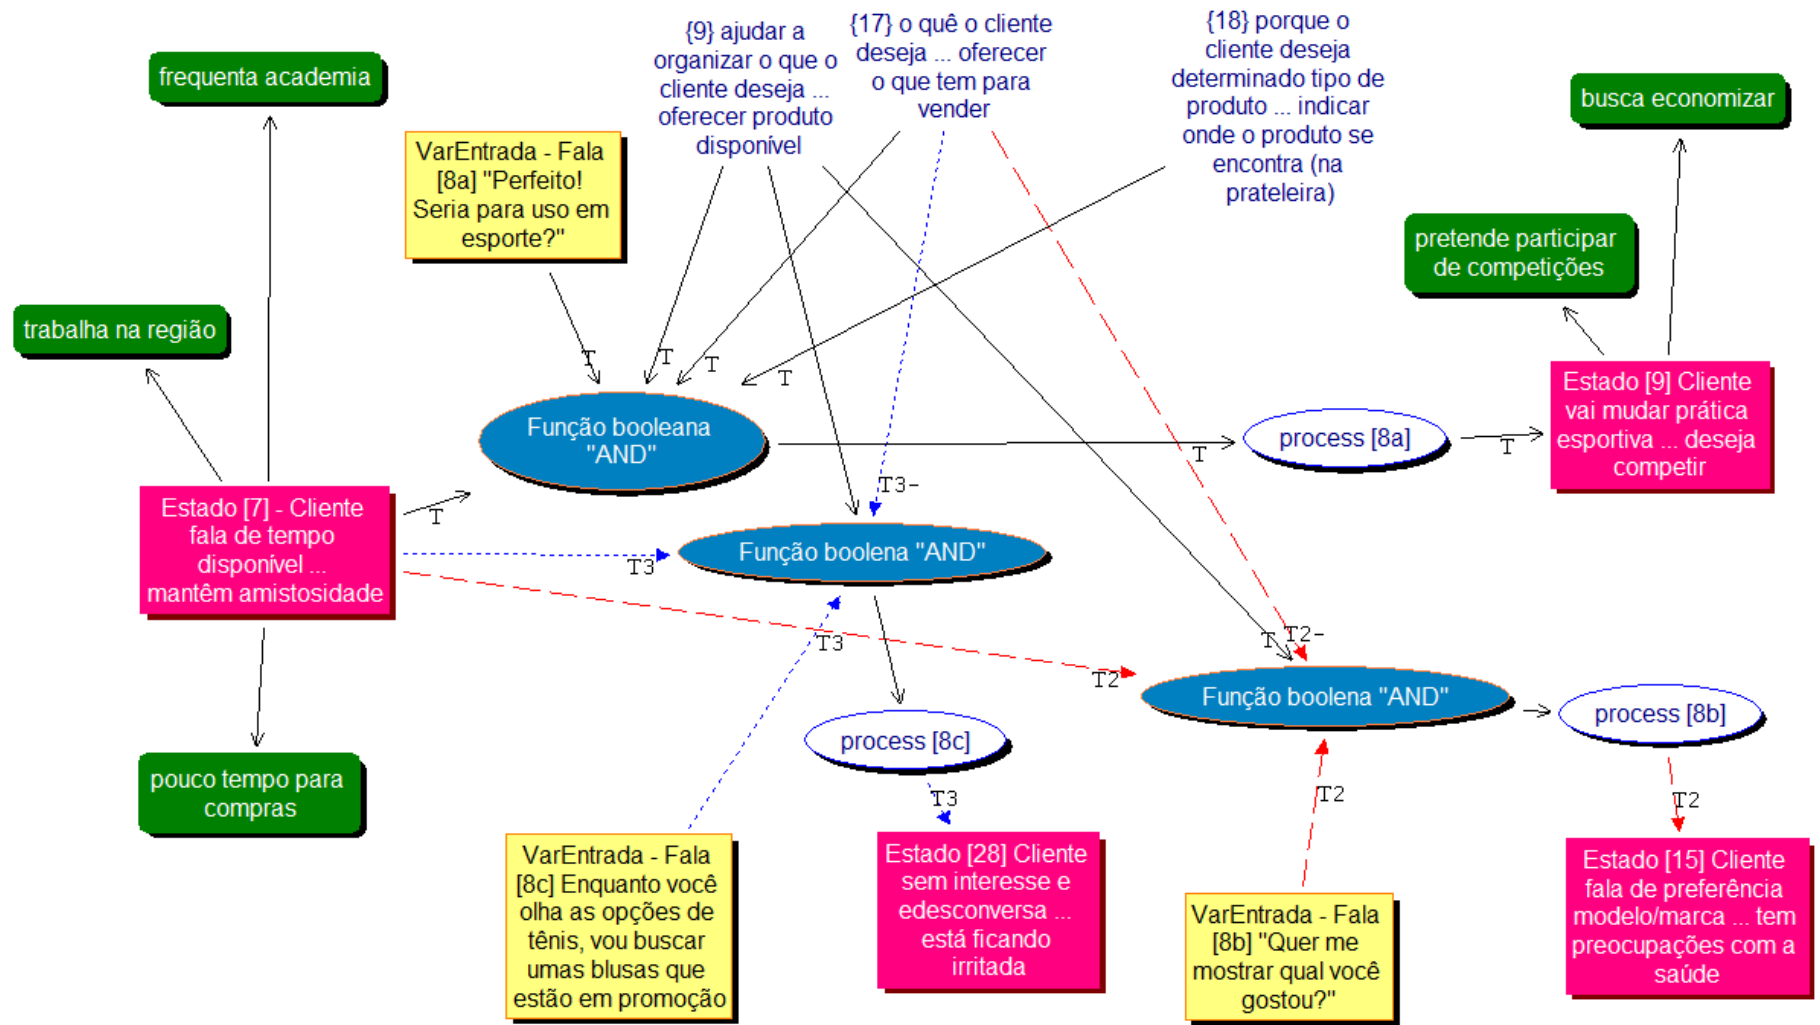 {9} ajudar a
organizar o que o
cliente deseja ...
oferecer produto
disponível
{17} o quê o cliente
deseja ... oferecer
o que tem para
vender
{18} porque o
cliente deseja
determinado tipo de
produto ... indicar
onde o produto se
encontra (na
prateleira)
frequenta academia
busca economizar
VarEntrada - Fala
[8a] "Perfeito!
Seria para uso em
esporte?"
pretende participar
de competições
trabalha na região
T
T
T
T
Função booleana
"AND"
T
process [8a]
T
Estado [9] Cliente
vai mudar prática
esportiva ... deseja
competir
Estado [7] - Cliente
fala de tempo
disponível ...
mantêm amistosidade
T
T3-
T3
Função boolena "AND"
T3
T
T2-
T2
Função boolena "AND"
process [8b]
process [8c]
pouco tempo para
compras
T3
T2
T2
VarEntrada - Fala
[8c] Enquanto você
olha as opções de
tênis, vou buscar
umas blusas que
estão em promoção
Estado [28] Cliente
sem interesse e
edesconversa ...
está ficando
irritada
VarEntrada - Fala
[8b] "Quer me
mostrar qual você
gostou?"
Estado [15] Cliente
fala de preferência
modelo/marca ... tem
preocupações com a
saúde